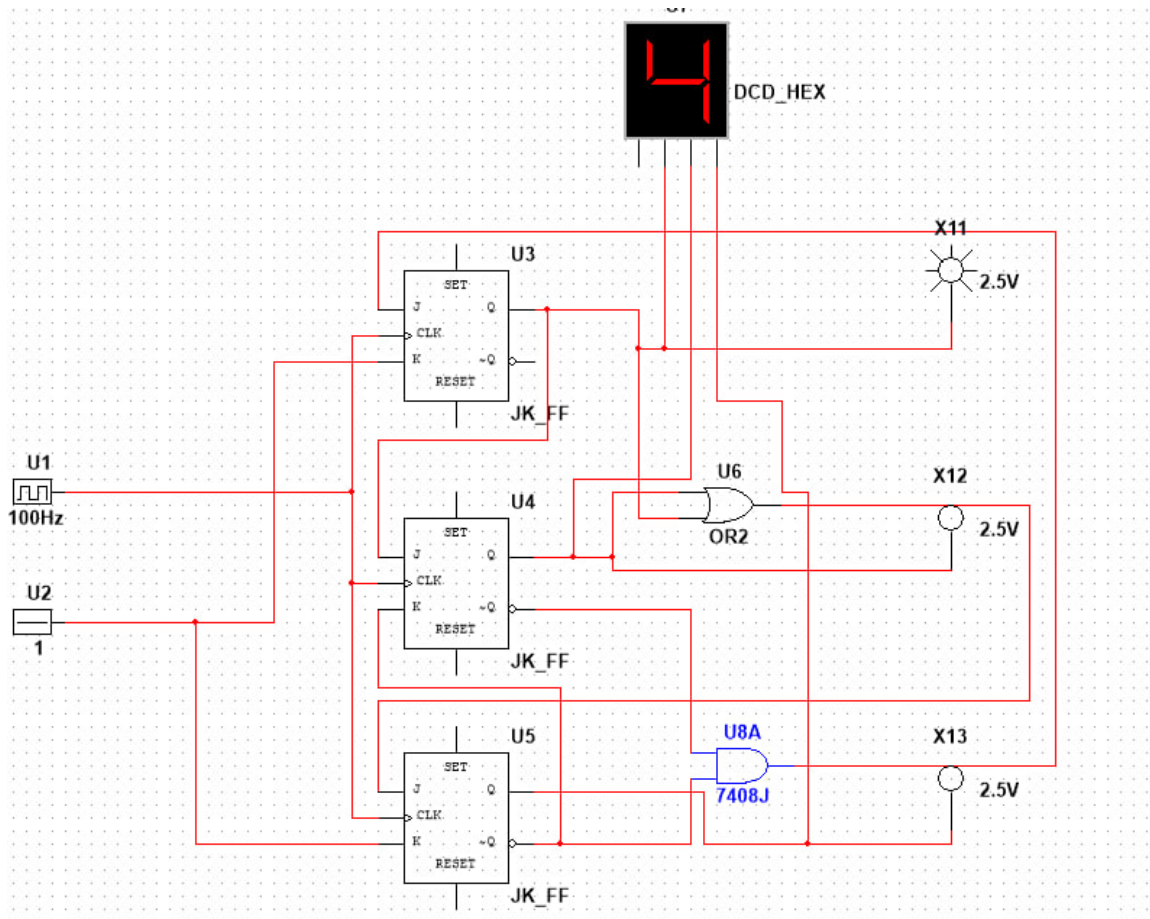 4
DCD_HEX
X11
2.5V
U3
SET
J
Q
CLK
K
~Q
RESET
JK_FF
U1
100Hz
U2
1
U4
SET
J
Q
CLK
K
~Q
RESET
JK_FF
U6
OR2
X12
2.5V
U5
SET
J
Q
CLK
K
~Q
RESET
JK_FF
U8A
7408J
X13
2.5V